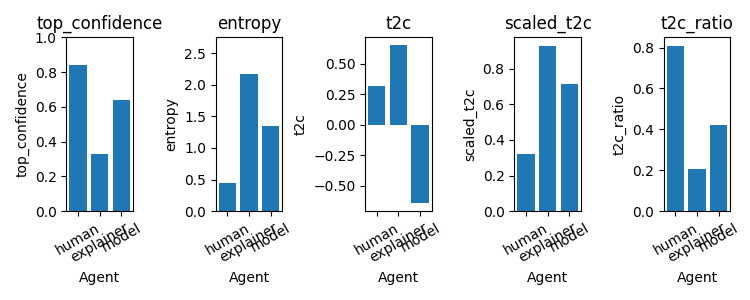 top_confidence
top_confidence
1.0
0.8
0.6
0.4
0.2
0.0
human
explainer
model
Agent
entropy
entropy
2.5
2.0
1.5
1.0
0.5
0.0
human
explainer
model
Agent
t2c
t2c
0.50
0.25
0.00
−0.25
−0.50
human
explainer
model
Agent
scaled_t2c
scaled_t2c
0.8
0.6
0.4
0.2
0.0
human
explainer
model
Agent
t2c_ratio
t2c_ratio
0.8
0.6
0.4
0.2
0.0
human
explainer
model
Agent